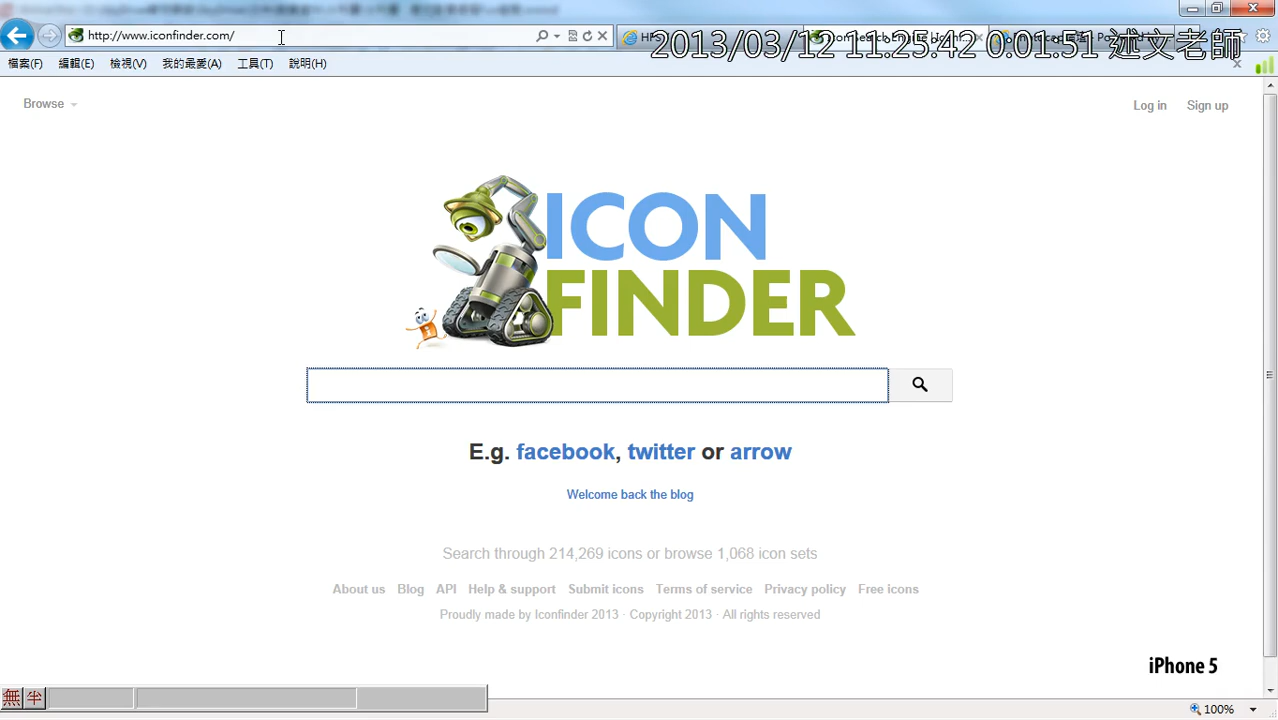 http://www.iconfinder.com/
2013/03/12 11:25:42 0:01:51 述文老師
檔案(F) 編輯(E) 檢視(V) 我的最愛(A) 工具(T) 說明(H)
Browse
Log in Sign up
ICON
FINDER
E.g. facebook, twitter or arrow
Welcome back the blog
Search through 214,269 icons or browse 1,068 icon sets
About us Blog API Help & support Submit icons Terms of service Privacy policy Free icons
Proudly made by Iconfinder 2013 · Copyright 2013 · All rights reserved
iPhone 5
無 半
100%